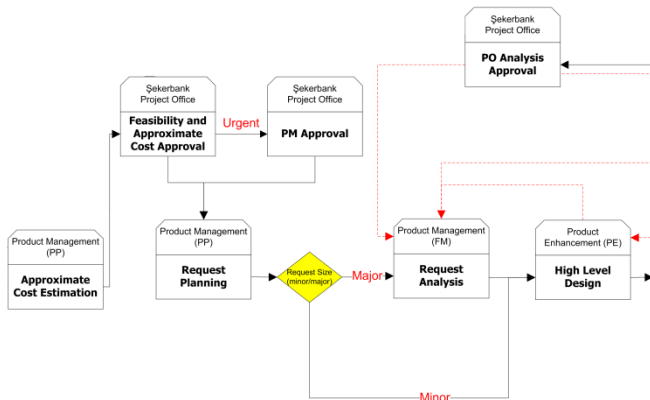 Şekerbank
Project Office
PO Analysis
Approval
Şekerbank
Project Office
Feasibility and
Approximate
Cost Approval
Urgent
Şekerbank
Project Office
PM Approval
Product Management
(PP)
Approximate
Cost Estimation
Product Management
(PP)
Request
Planning
Request Size
(minor/major)
Major
Product Management
(FM)
Request
Analysis
Product
Enhancement (PE)
High Level
Design
Minor